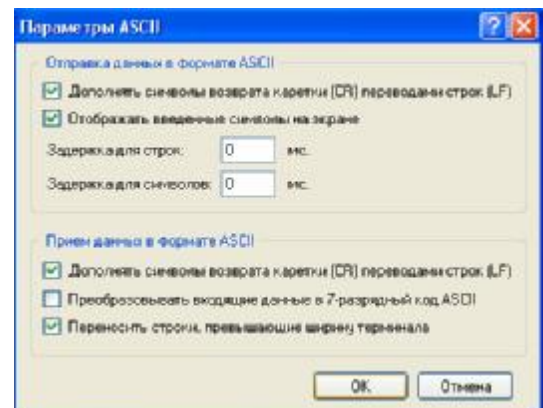 Параметры ASCII
Отправка данных в формате ASCII
Дополнять символы возврата каретки (CR) переводами строк (LF)
Отображать введенные символы на экране
Задержка для строк: 0 мс.
Задержка для символов: 0 мс.
Прием данных в формате ASCII
Дополнять символы возврата каретки (CR) переводами строк (LF)
Преобразовывать входящие данные в 7-разрядный код ASCII
Переносить строки, превышающие ширину терминала
ОК Отмена